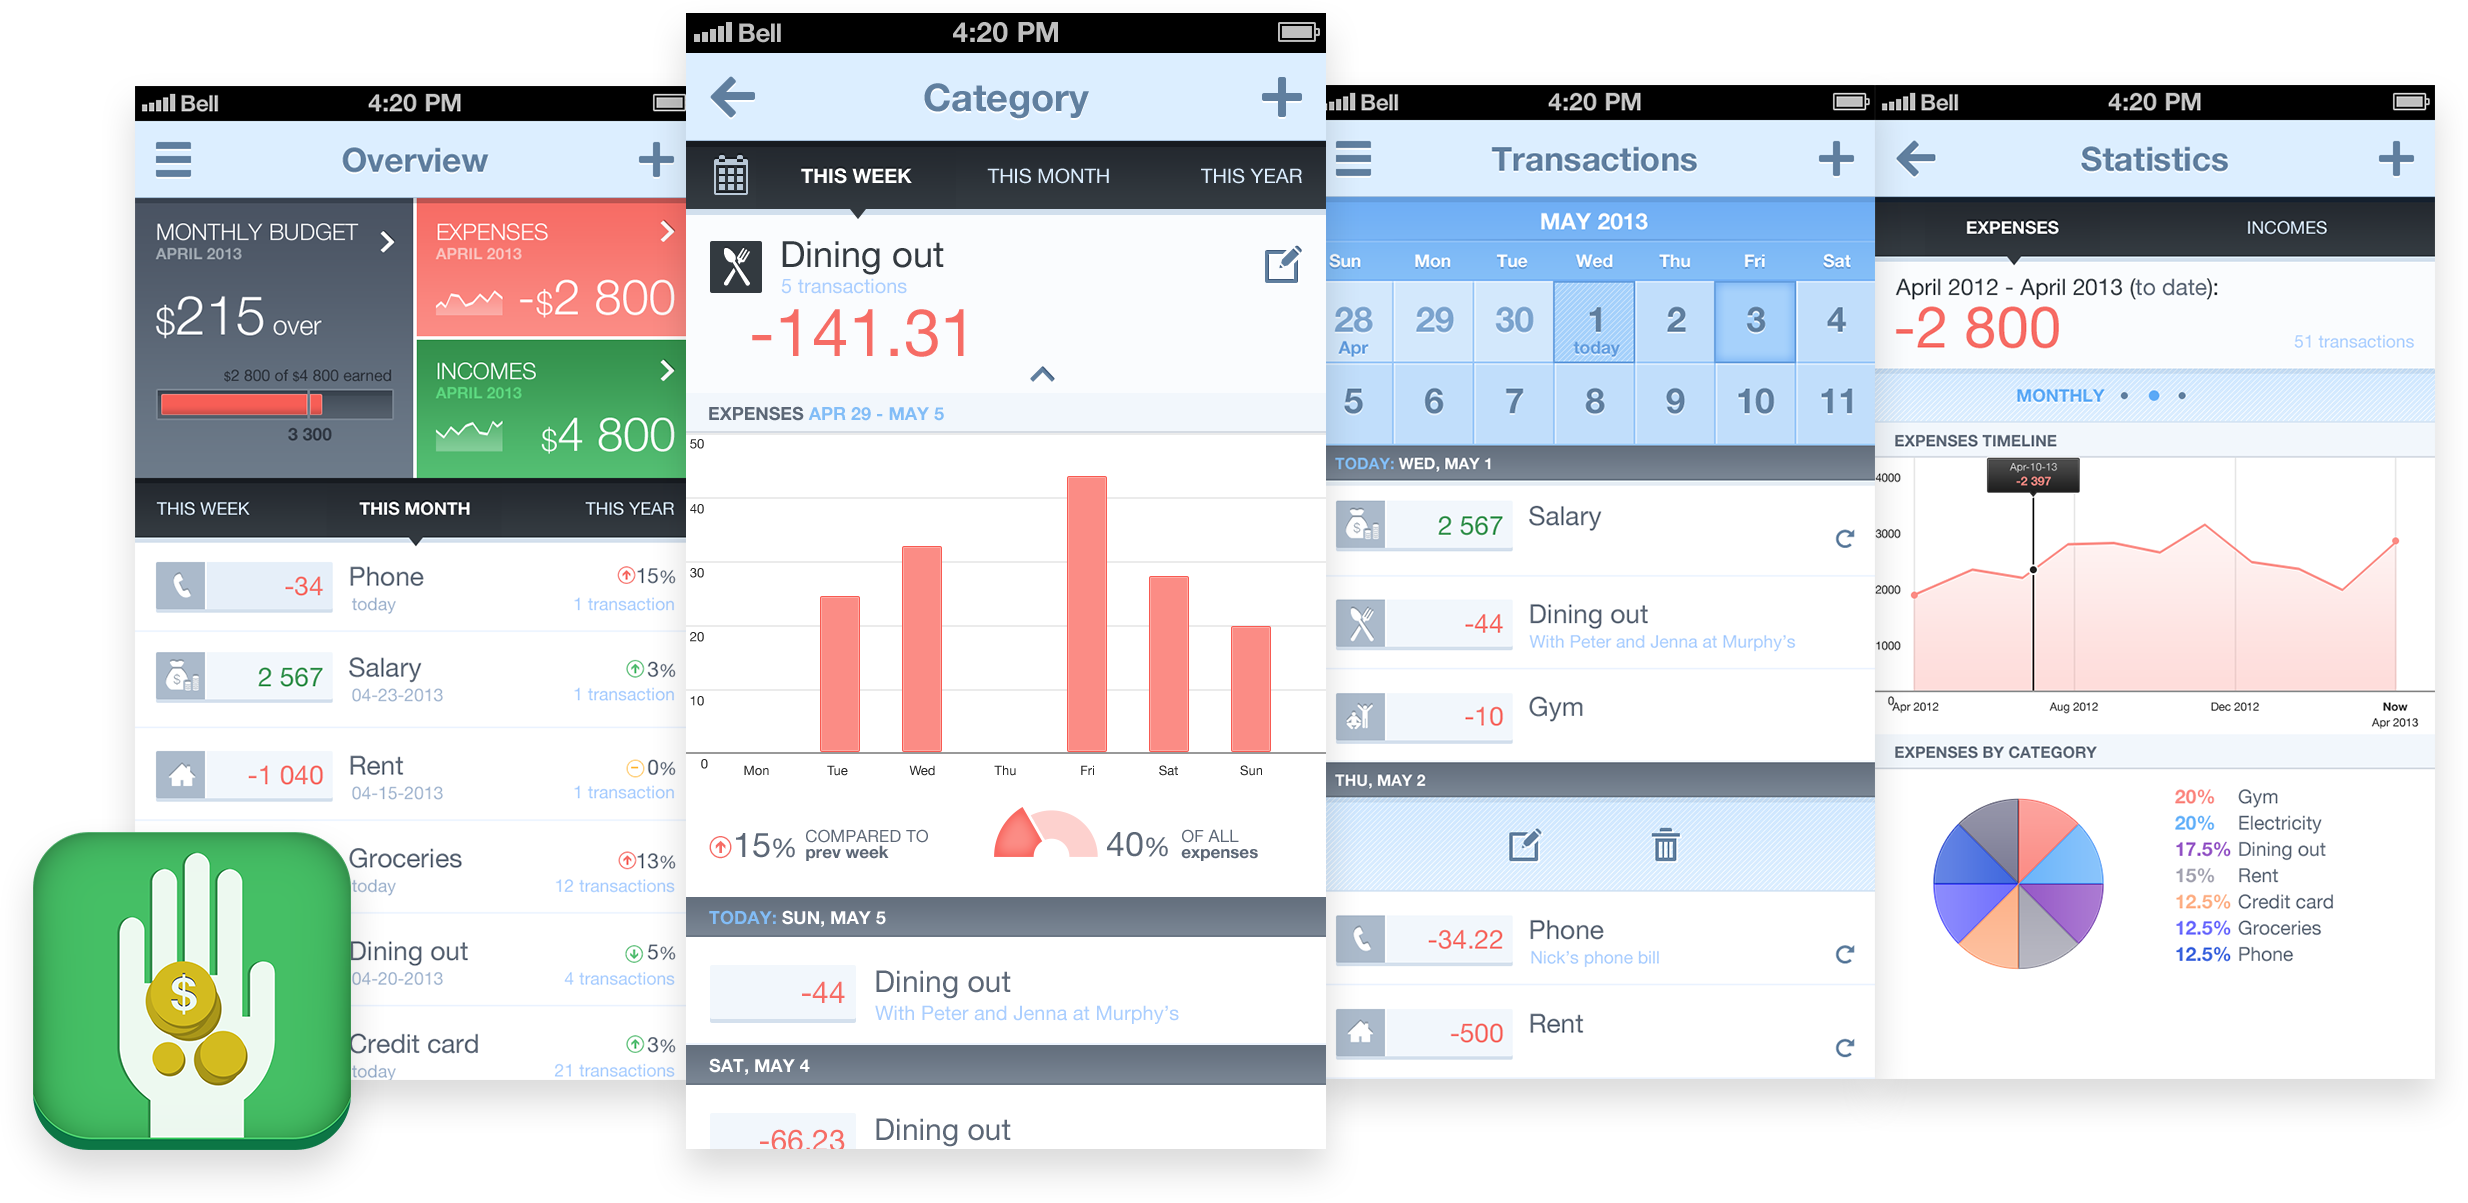 Bell 4:20 PM
Overview
MONTHLY BUDGET
APRIL 2013
$215 over
$2 800 of $4 800 earned
3 300
EXPENSES
APRIL 2013
-$2 800
INCOMES
APRIL 2013
$4 800
THIS WEEK THIS MONTH THIS YEAR
-34 Phone 15%
today 1 transaction
2 567 Salary 3%
04-23-2013 1 transaction
-1 040 Rent 0%
04-15-2013 1 transaction
Groceries 13%
today 12 transactions
Dining out 5%
04-20-2013 4 transactions
Credit card 3%
today 21 transactions
$
Bell 4:20 PM
Category
THIS WEEK THIS MONTH THIS YEAR
Dining out
5 transactions
-141.31
EXPENSES APR 29 - MAY 5
50
40
30
20
10
0 Mon Tue Wed Thu Fri Sat Sun
15% COMPARED TO prev week
40% OF ALL expenses
TODAY: SUN, MAY 5
-44 Dining out
With Peter and Jenna at Murphy's
SAT, MAY 4
-66.23 Dining out
Bell 4:20 PM
Transactions
MAY 2013
Sun Mon Tue Wed Thu Fri Sat
28 29 30 1 2 3 4
Apr today
5 6 7 8 9 10 11
TODAY: WED, MAY 1
2 567 Salary
-44 Dining out
With Peter and Jenna at Murphy's
-10 Gym
THU, MAY 2
-34.22 Phone
Nick's phone bill
-500 Rent
Bell 4:20 PM
Statistics
EXPENSES INCOMES
April 2012 - April 2013 (to date):
-2 800
51 transactions
MONTHLY
EXPENSES TIMELINE
Apr-10-13
-2 397
4000
3000
2000
1000
0
Apr 2012 Aug 2012 Dec 2012 Now
Apr 2013
EXPENSES BY CATEGORY
20% Gym
20% Electricity
17.5% Dining out
15% Rent
12.5% Credit card
12.5% Groceries
12.5% Phone